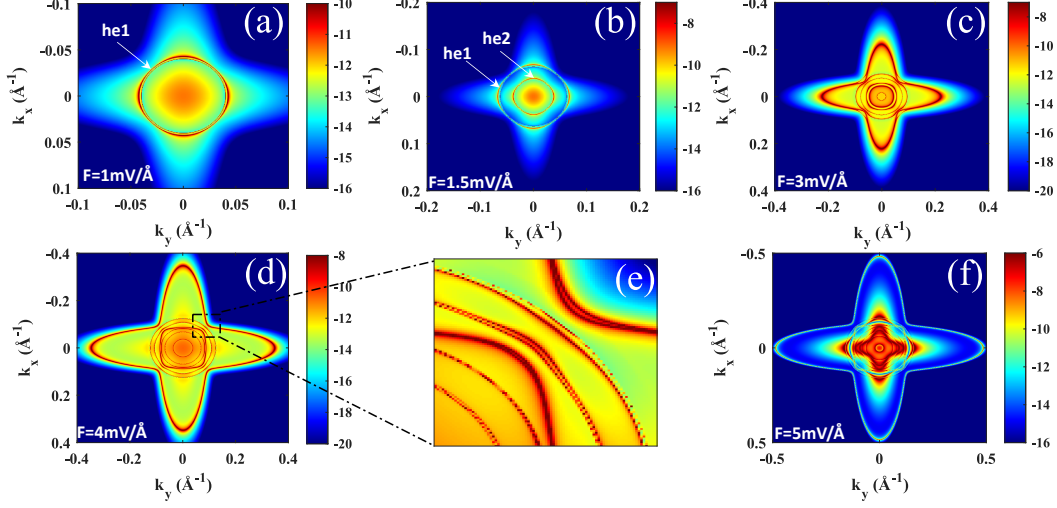 (a)
he1
F=1mV/Å
-0.1
-0.05
0
0.05
0.1
k_x (Å⁻¹)
-0.1 -0.05 0 0.05 0.1
k_y (Å⁻¹)
-10
-11
-12
-13
-14
-15
-16
(b)
he2
he1
F=1.5mV/Å
-0.2
-0.1
0
0.1
0.2
k_x (Å⁻¹)
-0.2 -0.1 0 0.1 0.2
k_y (Å⁻¹)
-8
-10
-12
-14
-16
(c)
F=3mV/Å
-0.4
-0.2
0
0.2
0.4
k_x (Å⁻¹)
-0.4 -0.2 0 0.2 0.4
k_y (Å⁻¹)
-8
-10
-12
-14
-16
-18
-20
(d)
F=4mV/Å
-0.4
-0.2
0
0.2
0.4
k_x (Å⁻¹)
-0.4 -0.2 0 0.2 0.4
k_y (Å⁻¹)
-8
-10
-12
-14
-16
-18
-20
(e)
(f)
F=5mV/Å
-0.5
0
0.5
k_x (Å⁻¹)
-0.5 0 0.5
k_y (Å⁻¹)
-6
-8
-10
-12
-14
-16